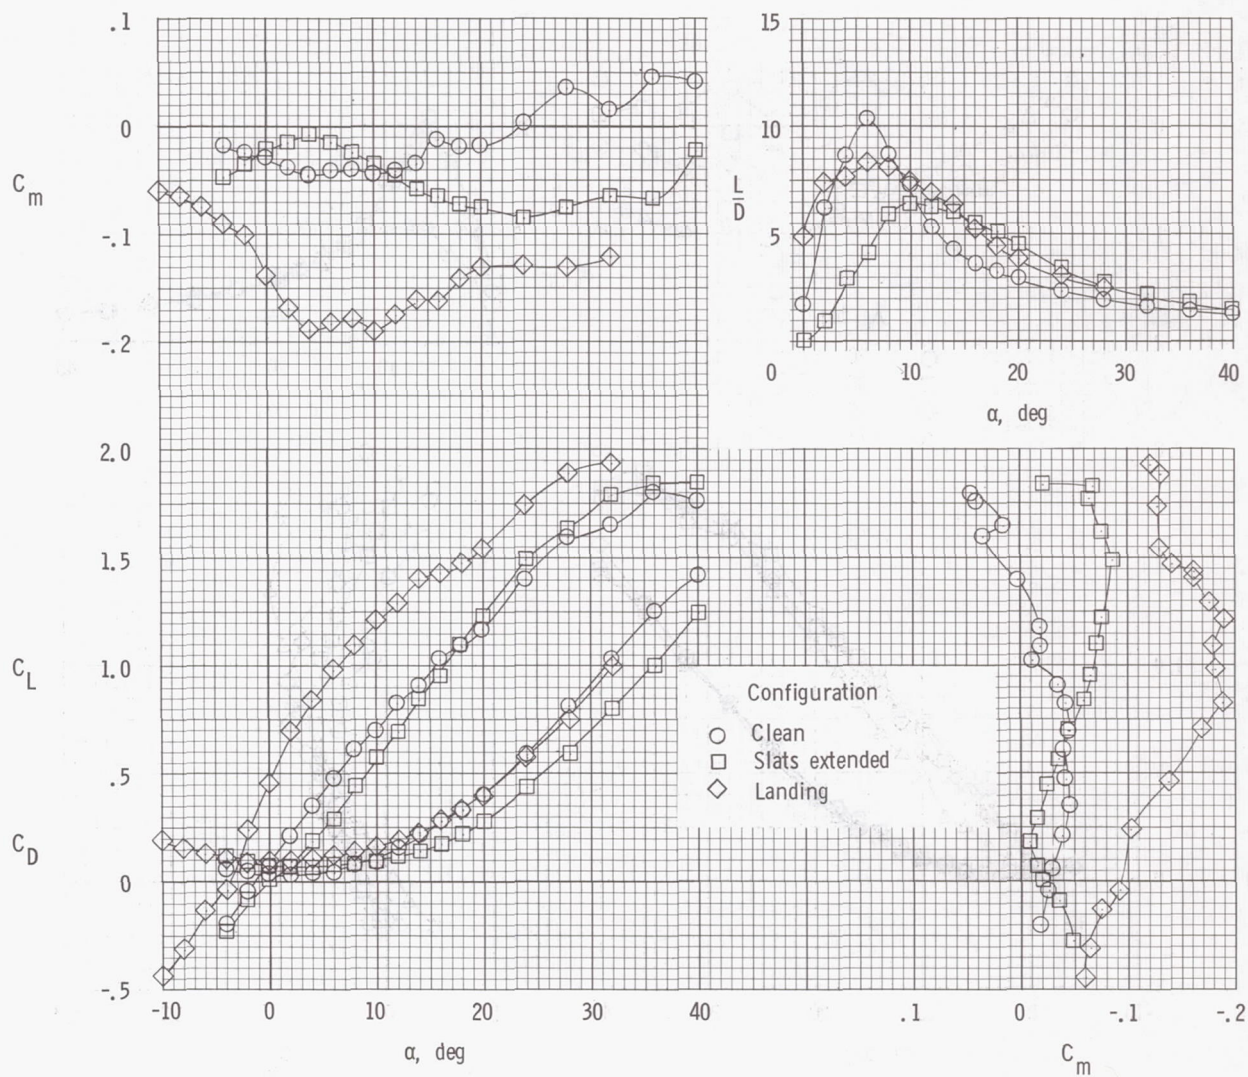 .1
0
-.1
-.2
C m
15
10
5
L
D
0 10 20 30 40
α, deg
2.0
1.5
1.0
.5
0
-.5
C L
C D
Configuration
Clean
Slats extended
Landing
-10 0 10 20 30 40
α, deg
.1 0 -.1 -.2
C m